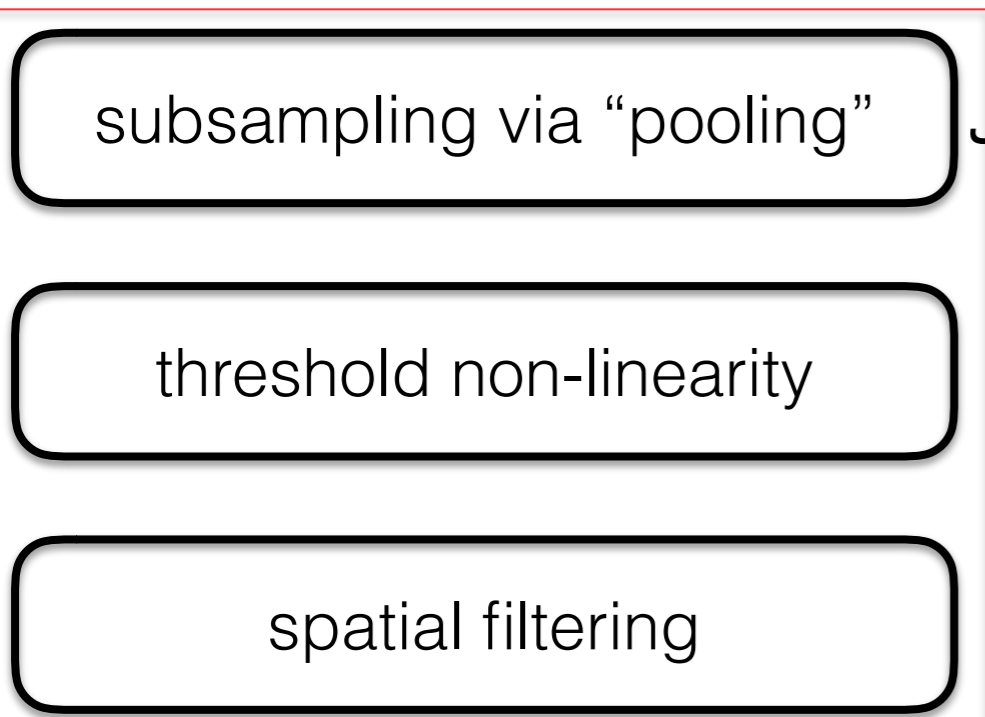 subsampling via “pooling”
threshold non-linearity
spatial filtering